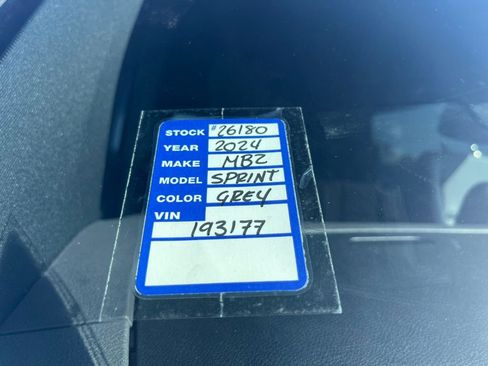 STOCK #26180
YEAR 2024
MAKE MBZ
MODEL SPRINT
COLOR GREY
VIN
193177